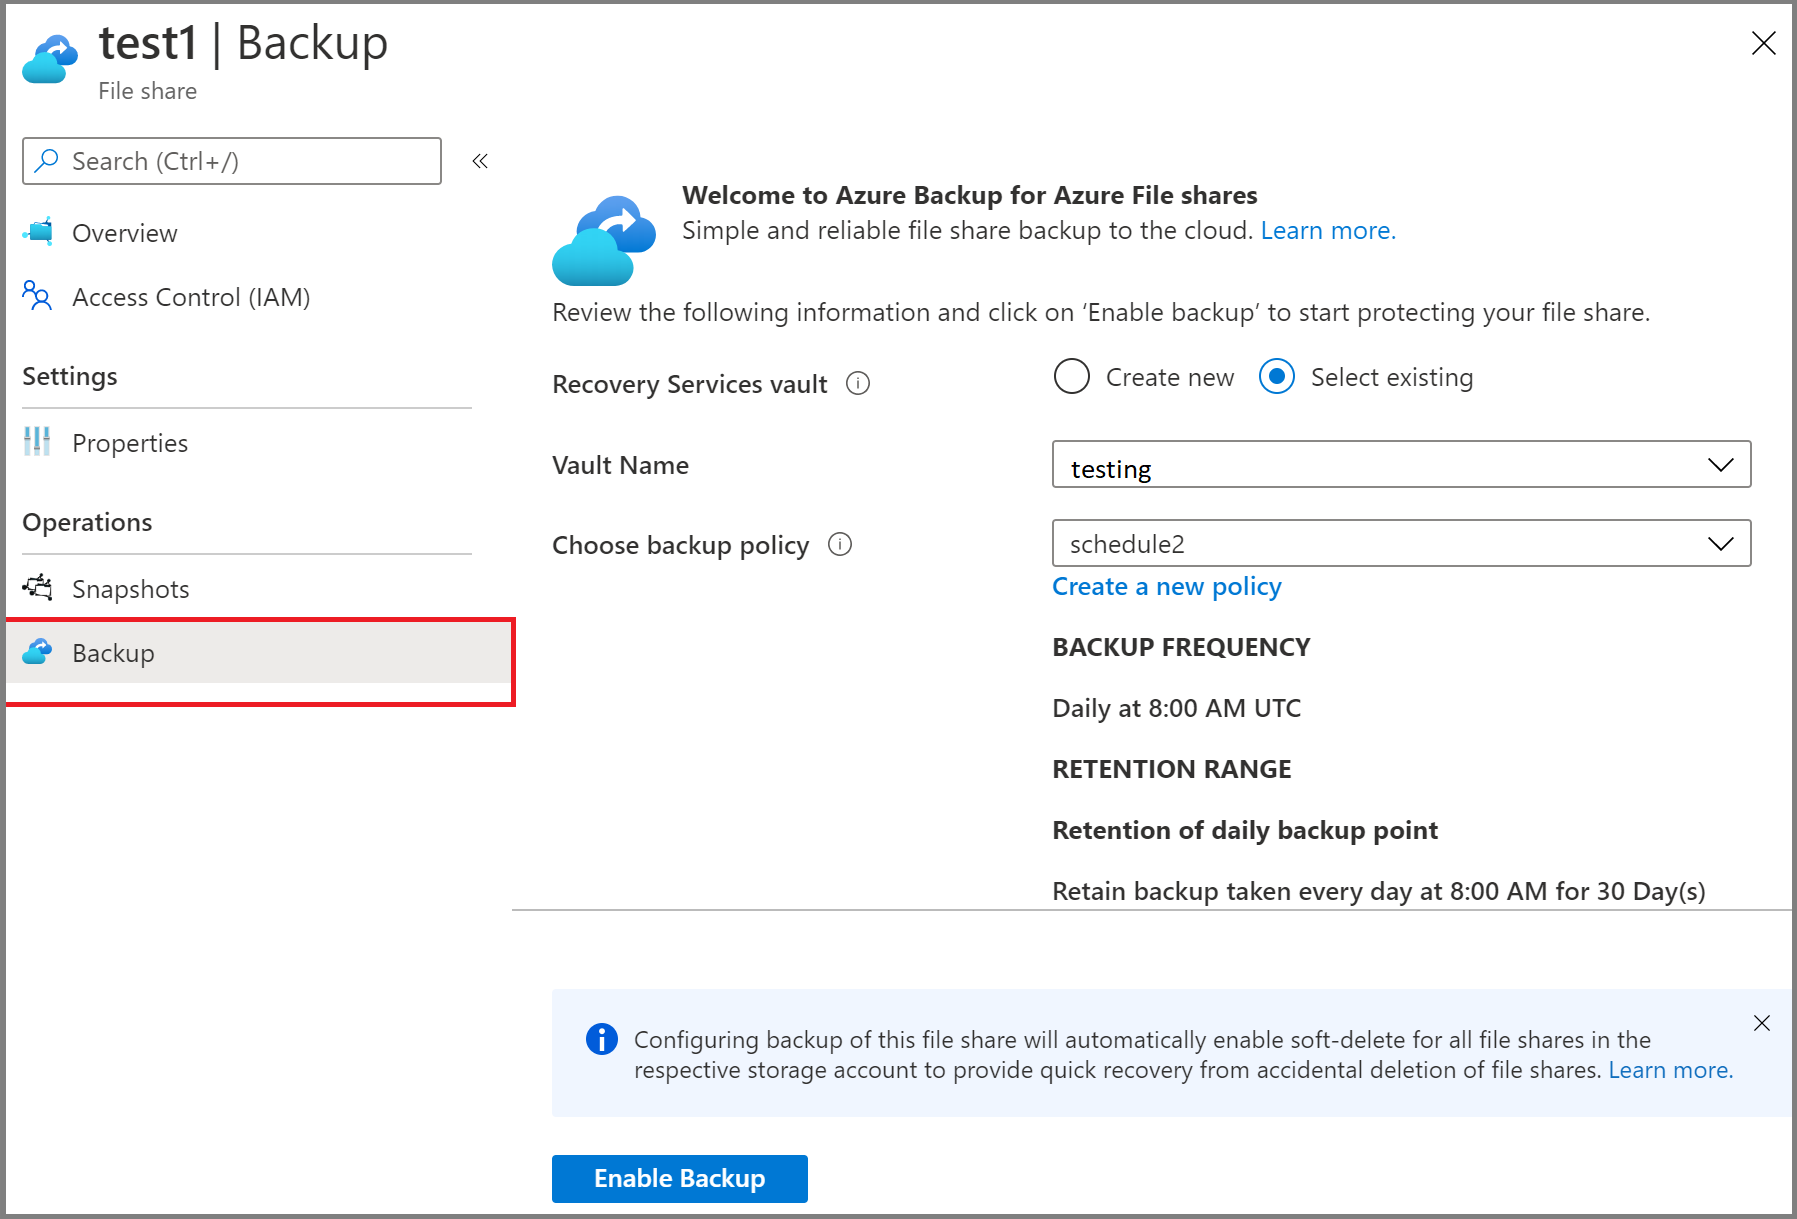 test1 | Backup
File share
Search (Ctrl+/)
«
Overview
Access Control (IAM)
Settings
Properties
Operations
Snapshots
Backup
Welcome to Azure Backup for Azure File shares
Simple and reliable file share backup to the cloud. Learn more.
Review the following information and click on ‘Enable backup’ to start protecting your file share.
Recovery Services vault
Create new
Select existing
Vault Name
testing
Choose backup policy
schedule2
Create a new policy
BACKUP FREQUENCY
Daily at 8:00 AM UTC
RETENTION RANGE
Retention of daily backup point
Retain backup taken every day at 8:00 AM for 30 Day(s)
Configuring backup of this file share will automatically enable soft-delete for all file shares in the
respective storage account to provide quick recovery from accidental deletion of file shares. Learn more.
Enable Backup